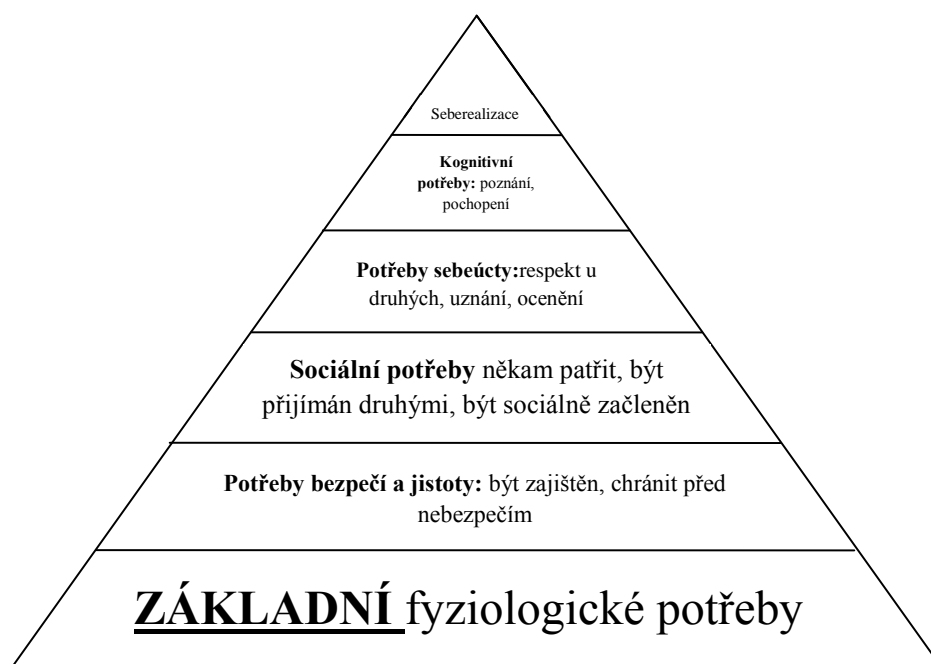 Seberealizace
Kognitivní
potřeby: poznání,
pochopení
Potřeby sebeúcty:respekt u
druhých, uznání, ocenění
Sociální potřeby někam patřit, být
přijímán druhými, být sociálně začleněn
Potřeby bezpečí a jistoty: být zajištěn, chránit před
nebezpečím
ZÁKLADNÍ fyziologické potřeby